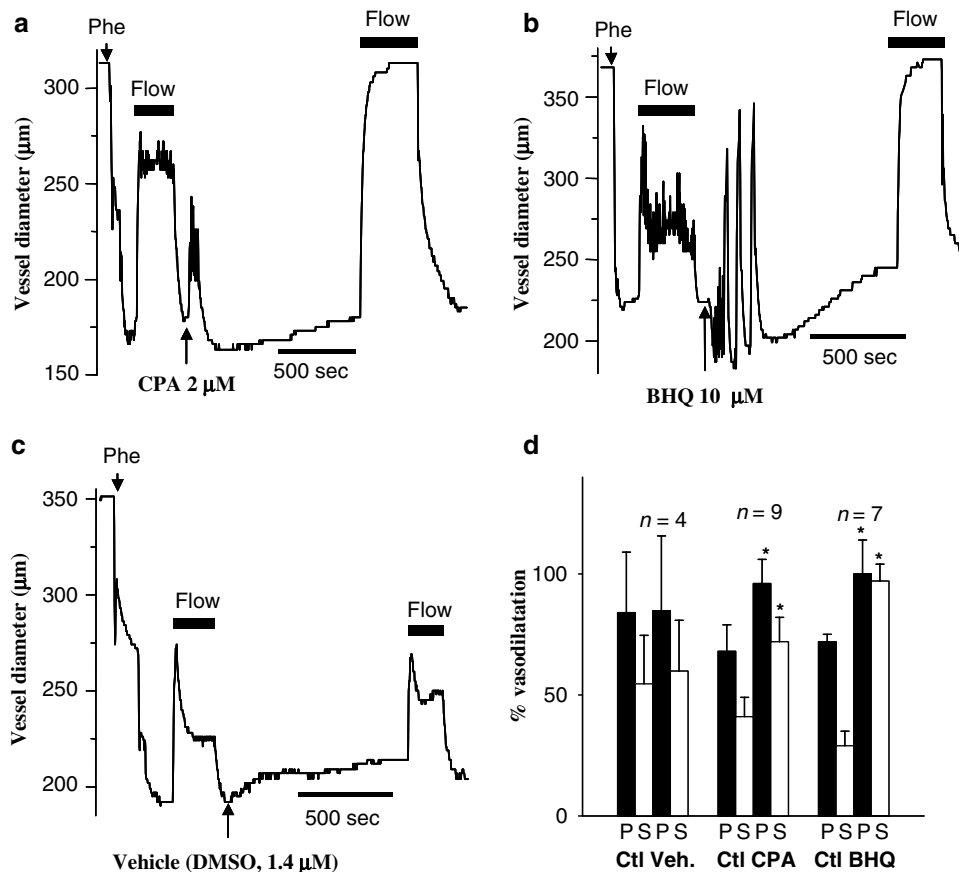 a
Phe
Flow
Flow
Vessel diameter (μm)
300
250
200
150
CPA 2 μM
500 sec
b
Phe
Flow
Flow
Vessel diameter (μm)
350
300
250
200
BHQ 10 μM
500 sec
c
Phe
Flow
Flow
Vessel diameter (μm)
350
300
250
200
500 sec
Vehicle (DMSO, 1.4 μM)
d
% vasodilatation
100
50
0
n = 4
n = 9
n = 7
*
*
*
*
P S P S
P S P S
P S P S
Ctl Veh.
Ctl CPA
Ctl BHQ